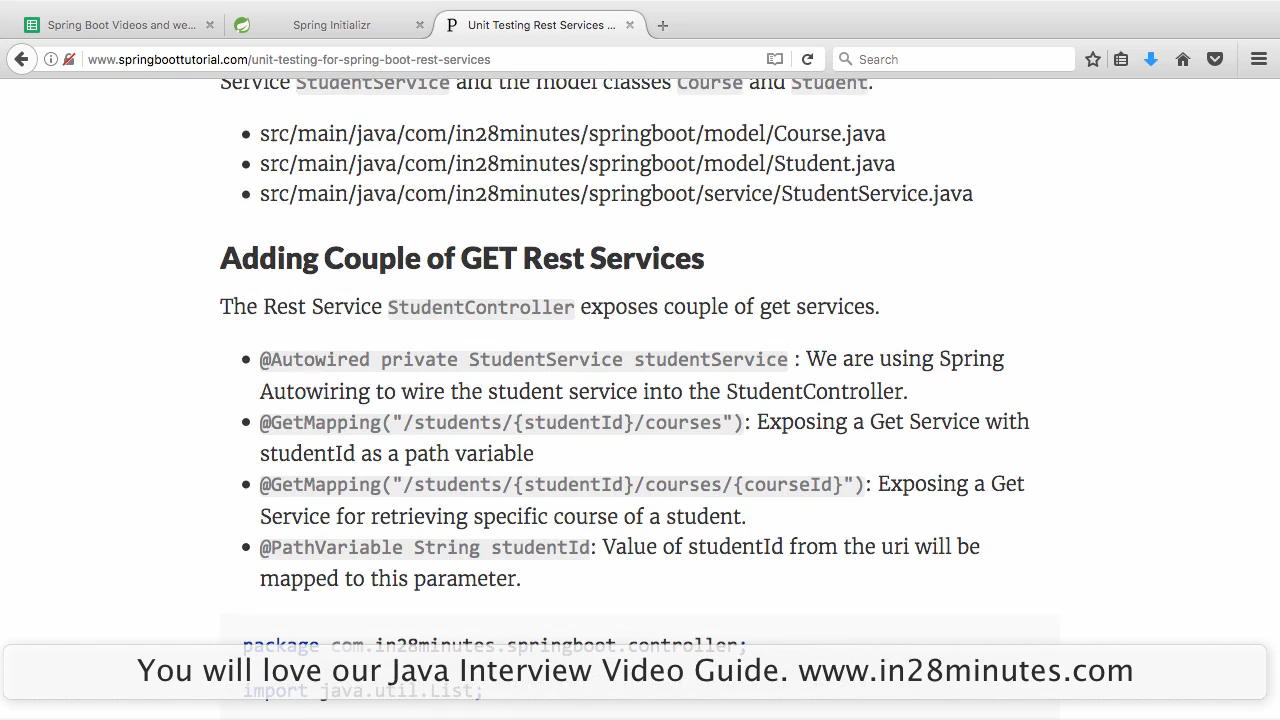 Spring Boot Videos and we...
Spring Initializr
Unit Testing Rest Services ...
www.springboottutorial.com/unit-testing-for-spring-boot-rest-services
Search
Service StudentService and the model classes Course and Student.
• src/main/java/com/in28minutes/springboot/model/Course.java
• src/main/java/com/in28minutes/springboot/model/Student.java
• src/main/java/com/in28minutes/springboot/service/StudentService.java
Adding Couple of GET Rest Services
The Rest Service StudentController exposes couple of get services.
• @Autowired private StudentService studentService : We are using Spring
Autowiring to wire the student service into the StudentController.
• @GetMapping("/students/{studentId}/courses"): Exposing a Get Service with
studentId as a path variable
• @GetMapping("/students/{studentId}/courses/{courseId}"): Exposing a Get
Service for retrieving specific course of a student.
• @PathVariable String studentId: Value of studentId from the uri will be
mapped to this parameter.
package com.in28minutes.springboot.controller;
You will love our Java Interview Video Guide. www.in28minutes.com
import java.util.List;